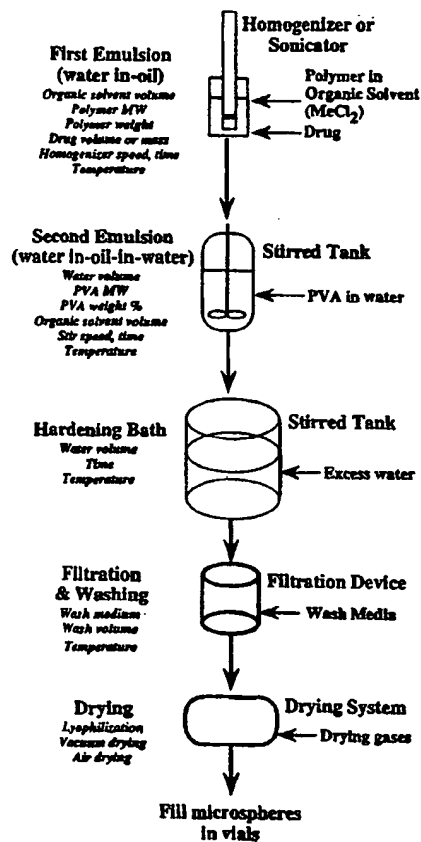 Homogenizer or
Sonicator
First Emulsion
(water in-oil)
Organic solvent volume
Polymer MW
Polymer weight
Drug volume or mass
Homogenizer speed, time
Temperature
Polymer in
Organic Solvent
(MeCl2)
Drug
Second Emulsion
(water in-oil-in-water)
Water volume
PVA MW
PVA weight %
Organic solvent volume
Stir speed, time
Temperature
Stirred Tank
PVA in water
Hardening Bath
Water volume
Time
Temperature
Stirred Tank
Excess water
Filtration
& Washing
Wash medium
Wash volume
Temperature
Filtration Device
Wash Media
Drying
Lyophilization
Vacuum drying
Air drying
Drying System
Drying gases
Fill microspheres
in vials